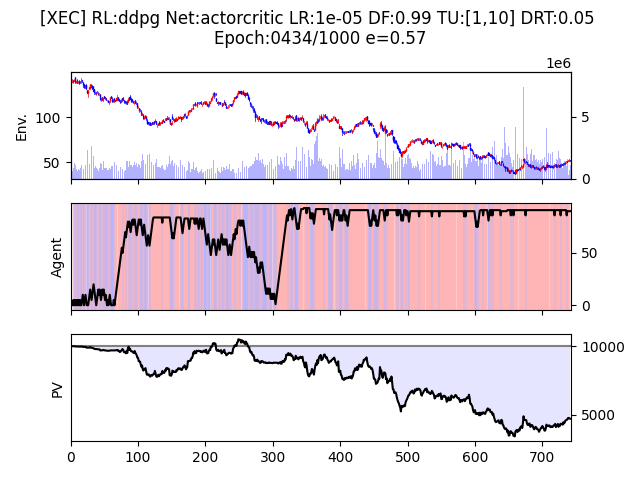 [XEC] RL:ddpg Net:actorcritic LR:1e-05 DF:0.99 TU:[1,10] DRT:0.05
Epoch:0434/1000 e=0.57
1e6
Env.
100
50
5
0
Agent
50
0
PV
10000
5000
0 100 200 300 400 500 600 700